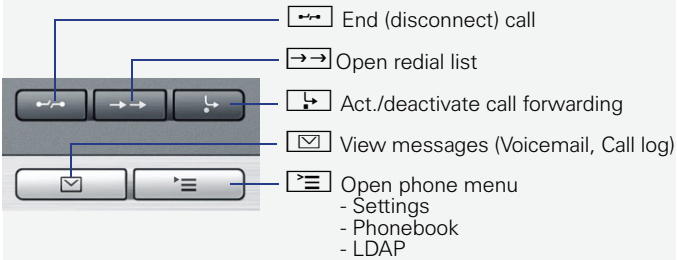 End (disconnect) call
Open redial list
Act./deactivate call forwarding
View messages (Voicemail, Call log)
Open phone menu
- Settings
- Phonebook
- LDAP